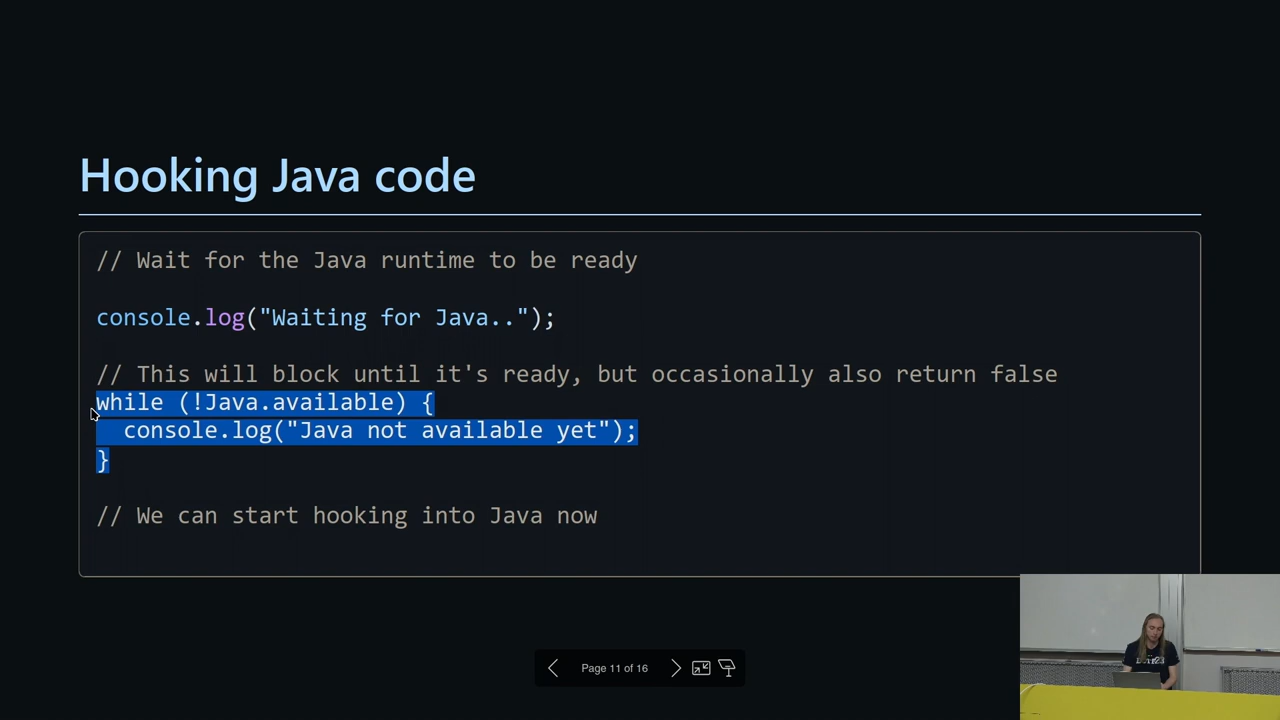 Hooking Java code
// Wait for the Java runtime to be ready
console.log("Waiting for Java..");
// This will block until it's ready, but occasionally also return false
while (!Java.available) {
  console.log("Java not available yet");
}
// We can start hooking into Java now
Page 11 of 16